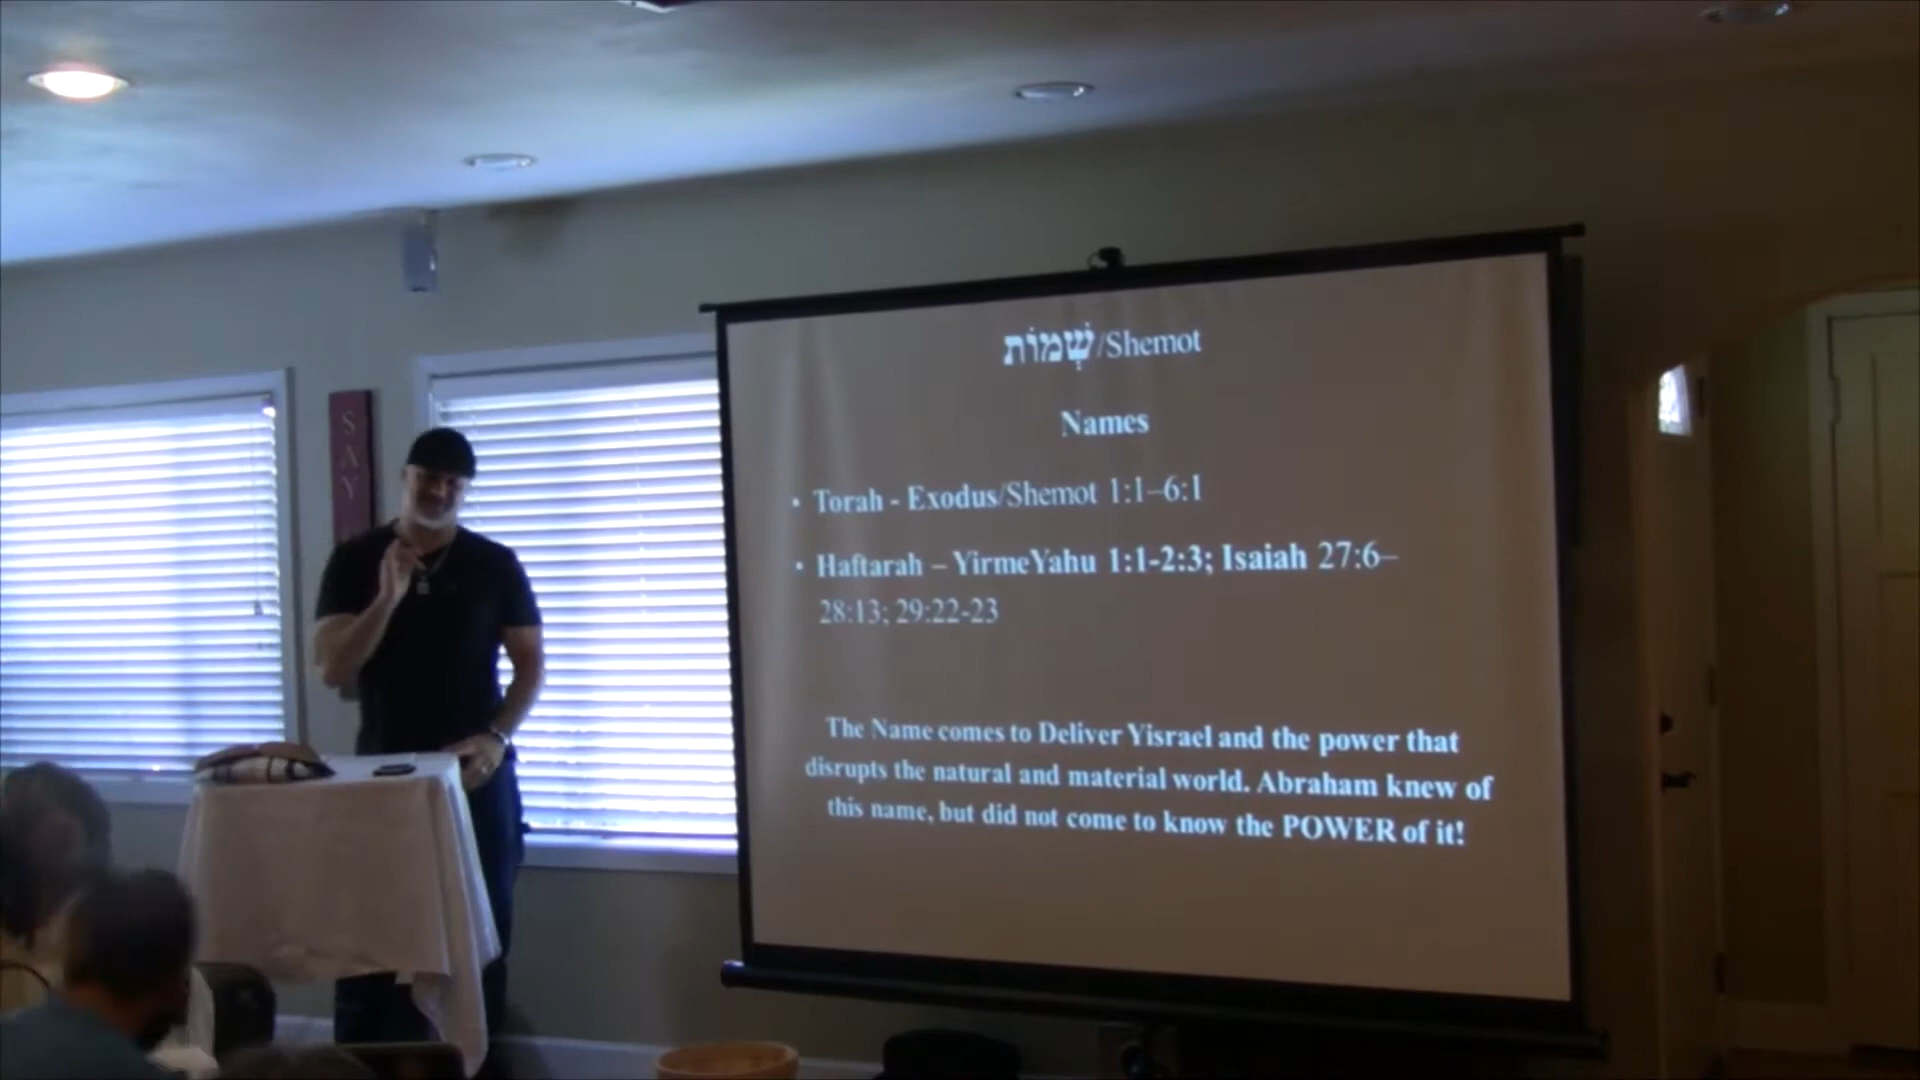 SAY
שְׁמוֹת/Shemot
Names
• Torah - Exodus/Shemot 1:1–6:1
• Haftarah – YirmeYahu 1:1-2:3; Isaiah 27:6–
28:13; 29:22-23
The Name comes to Deliver Yisrael and the power that
disrupts the natural and material world. Abraham knew of
this name, but did not come to know the POWER of it!